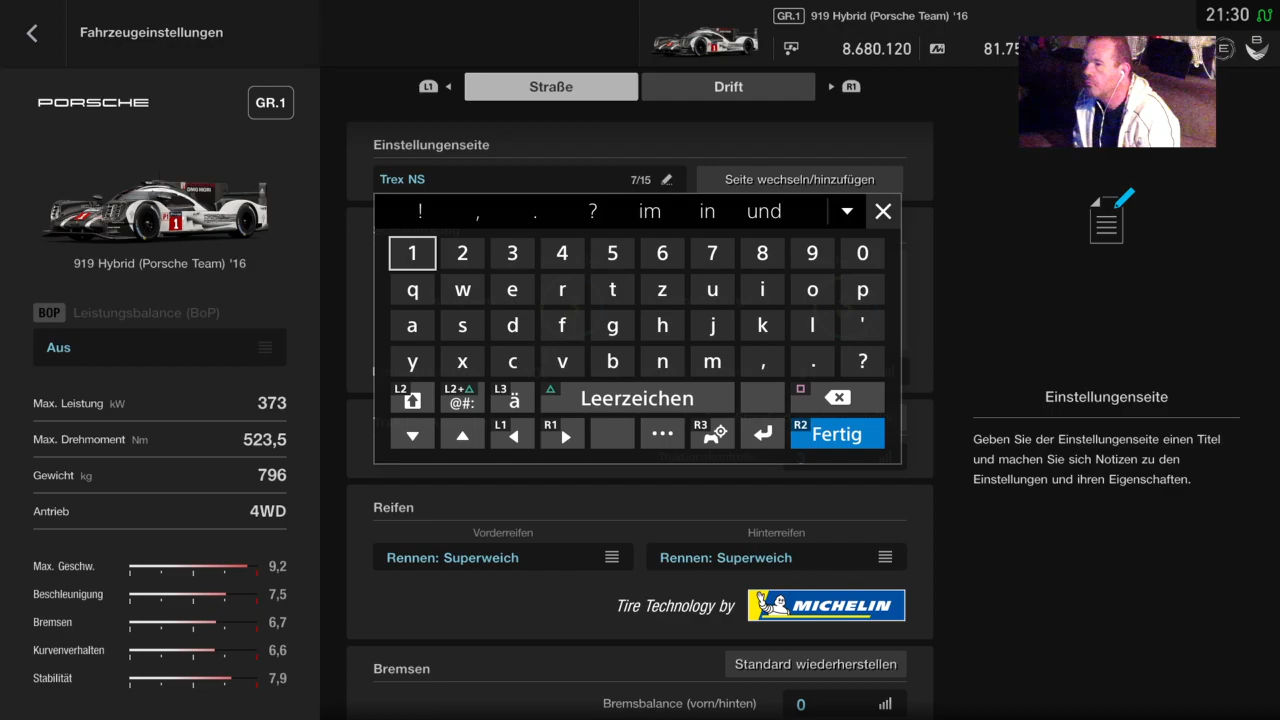 Fahrzeugeinstellungen
GR.1 919 Hybrid (Porsche Team) '16
8.680.120
81.75
21:30
PORSCHE
GR.1
919 Hybrid (Porsche Team) '16
BOP Leistungsbalance (BoP)
Aus
Max. Leistung kW 373
Max. Drehmoment Nm 523,5
Gewicht kg 796
Antrieb 4WD
Max. Geschw. 9,2
Beschleunigung 7,5
Bremsen 6,7
Kurvenverhalten 6,6
Stabilität 7,9
L1 Straße Drift R1
Einstellungenseite
Trex NS 7/15 Seite wechseln/hinzufügen
! , . ? im in und
1 2 3 4 5 6 7 8 9 0
q w e r t z u i o p
a s d f g h j k l '
y x c v b n m , . ?
L2 L2+△ @#: L3 ä Leerzeichen
L1 R1 ... R3 R2 Fertig
Reifen
Vorderreifen Hinterreifen
Rennen: Superweich Rennen: Superweich
Tire Technology by MICHELIN
Bremsen Standard wiederherstellen
Bremsbalance (vorn/hinten) 0
E B
Einstellungenseite
Geben Sie der Einstellungenseite einen Titel
und machen Sie sich Notizen zu den
Einstellungen und ihren Eigenschaften.